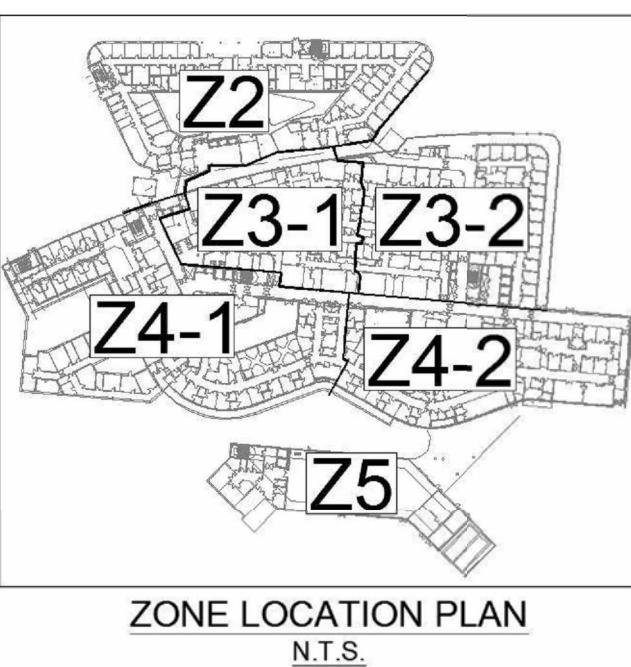 Z2
Z3-1
Z3-2
Z4-1
Z4-2
Z5
ZONE LOCATION PLAN
N.T.S.